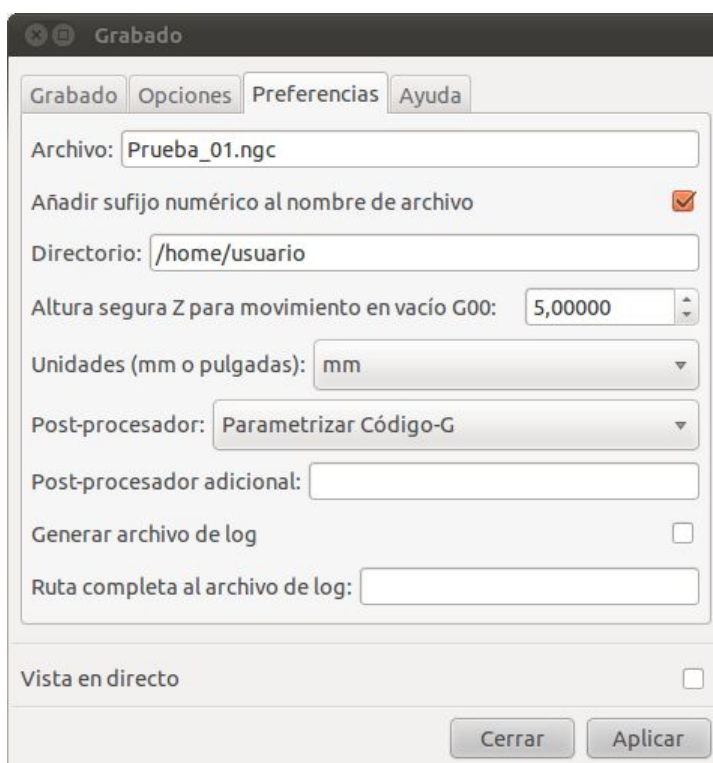 Grabado
Grabado Opciones Preferencias Ayuda
Archivo: Prueba_01.ngc
Añadir sufijo numérico al nombre de archivo
Directorio: /home/usuario
Altura segura Z para movimiento en vacío G00: 5,00000
Unidades (mm o pulgadas): mm
Post-procesador: Parametrizar Código-G
Post-procesador adicional:
Generar archivo de log
Ruta completa al archivo de log:
Vista en directo
Cerrar Aplicar